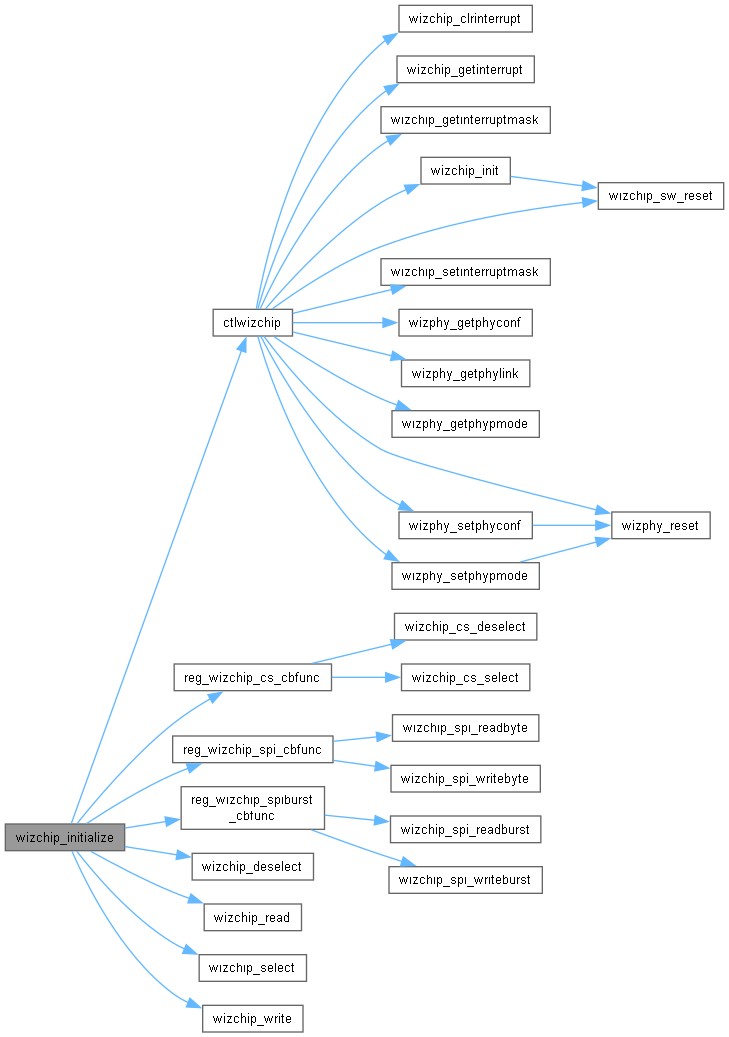 wizchip_clrinterrupt
wizchip_getinterrupt
wizchip_getinterruptmask
wizchip_init
wizchip_sw_reset
wizchip_setinterruptmask
ctlwizchip
wizphy_getphyconf
wizphy_getphylink
wizphy_getphypmode
wizphy_setphyconf
wizphy_reset
wizphy_setphypmode
wizchip_cs_deselect
reg_wizchip_cs_cbfunc
wizchip_cs_select
wizchip_spi_readbyte
reg_wizchip_spi_cbfunc
wizchip_spi_writebyte
reg_wizchip_spiburst
_cbfunc
wizchip_spi_readburst
wizchip_initialize
wizchip_deselect
wizchip_spi_writeburst
wizchip_read
wizchip_select
wizchip_write